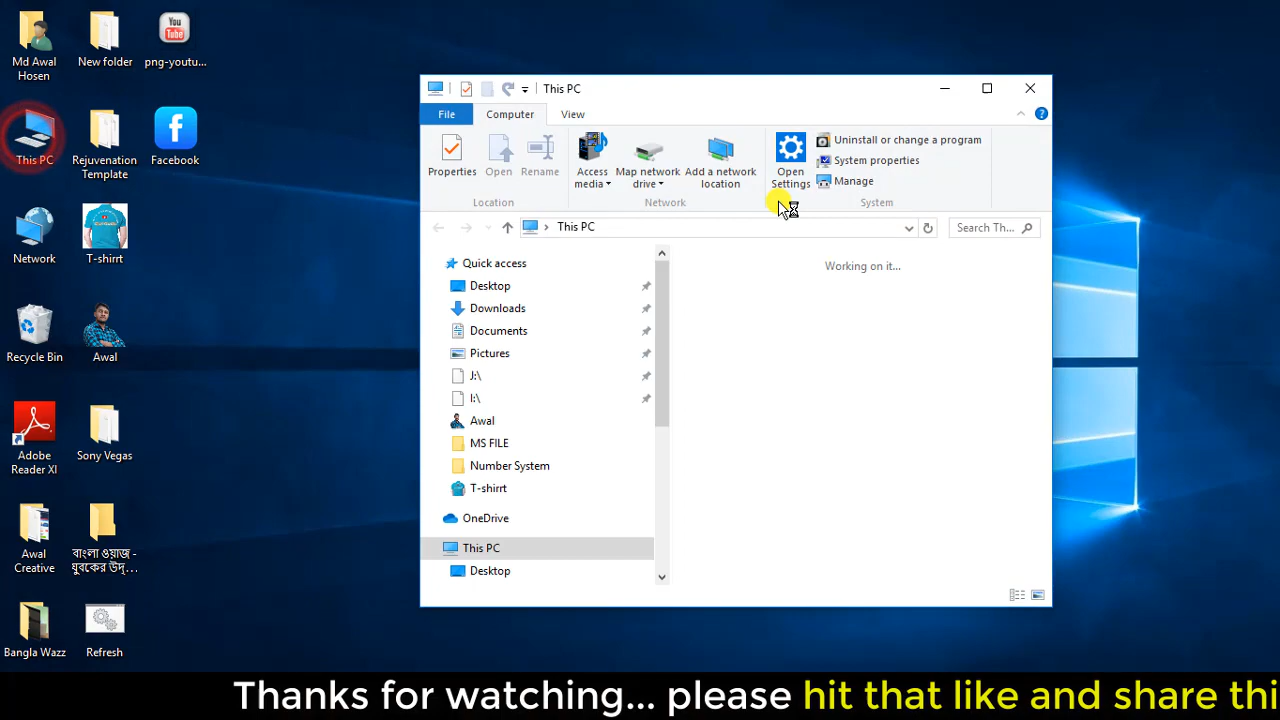 Md Awal
Hosen
New folder
png-youtu...
This PC
Rejuvenation
Template
Facebook
Network
T-shirrt
Recycle Bin
Awal
Adobe
Reader XI
Sony Vegas
Awal
Creative
বাংলা ওয়াজ -
যুবকের উদ্...
Bangla Wazz
Refresh
You
Tube
This PC
File
Computer
View
Properties
Open
Rename
Access
media
Map network
drive
Add a network
location
Open
Settings
Uninstall or change a program
System properties
Manage
Location
Network
System
This PC
Search Th...
Working on it...
Quick access
Desktop
Downloads
Documents
Pictures
J:\
I:\
Awal
MS FILE
Number System
T-shirrt
OneDrive
This PC
Desktop
Thanks for watching... please hit that like and share thi